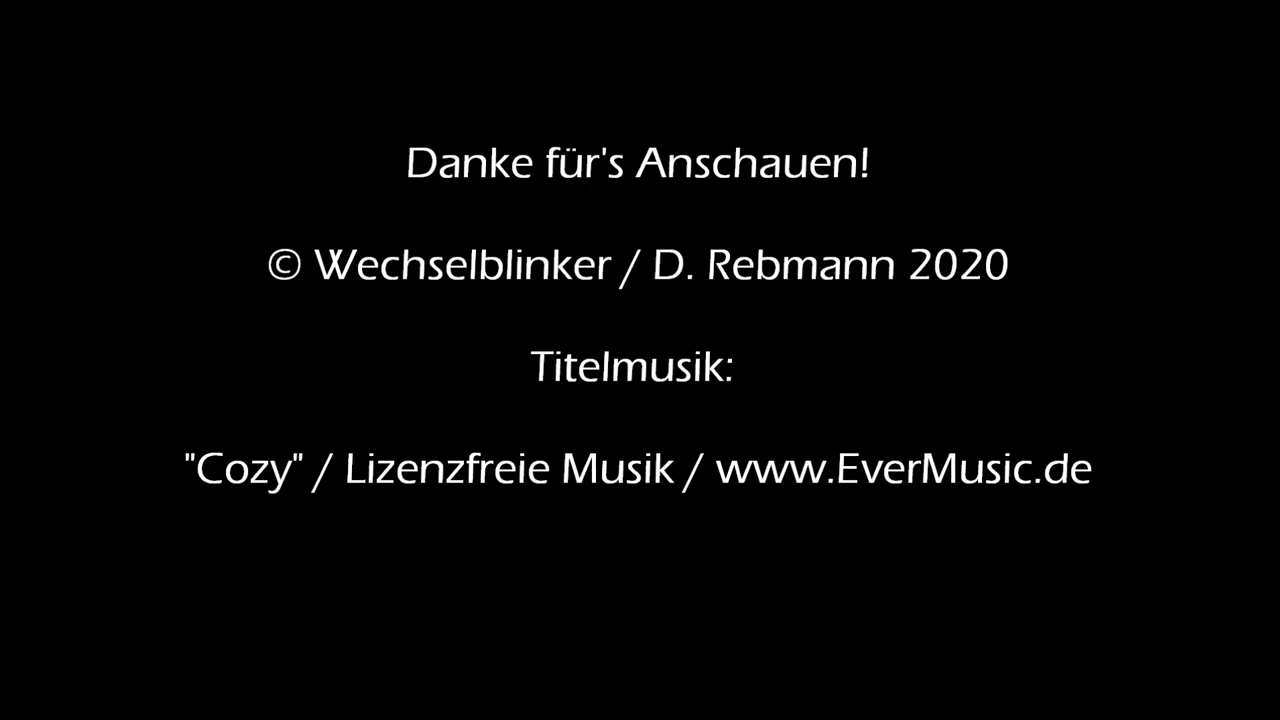 Danke für's Anschauen!
© Wechselblinker / D. Rebmann 2020
Titelmusik:
"Cozy" / Lizenzfreie Musik / www.EverMusic.de